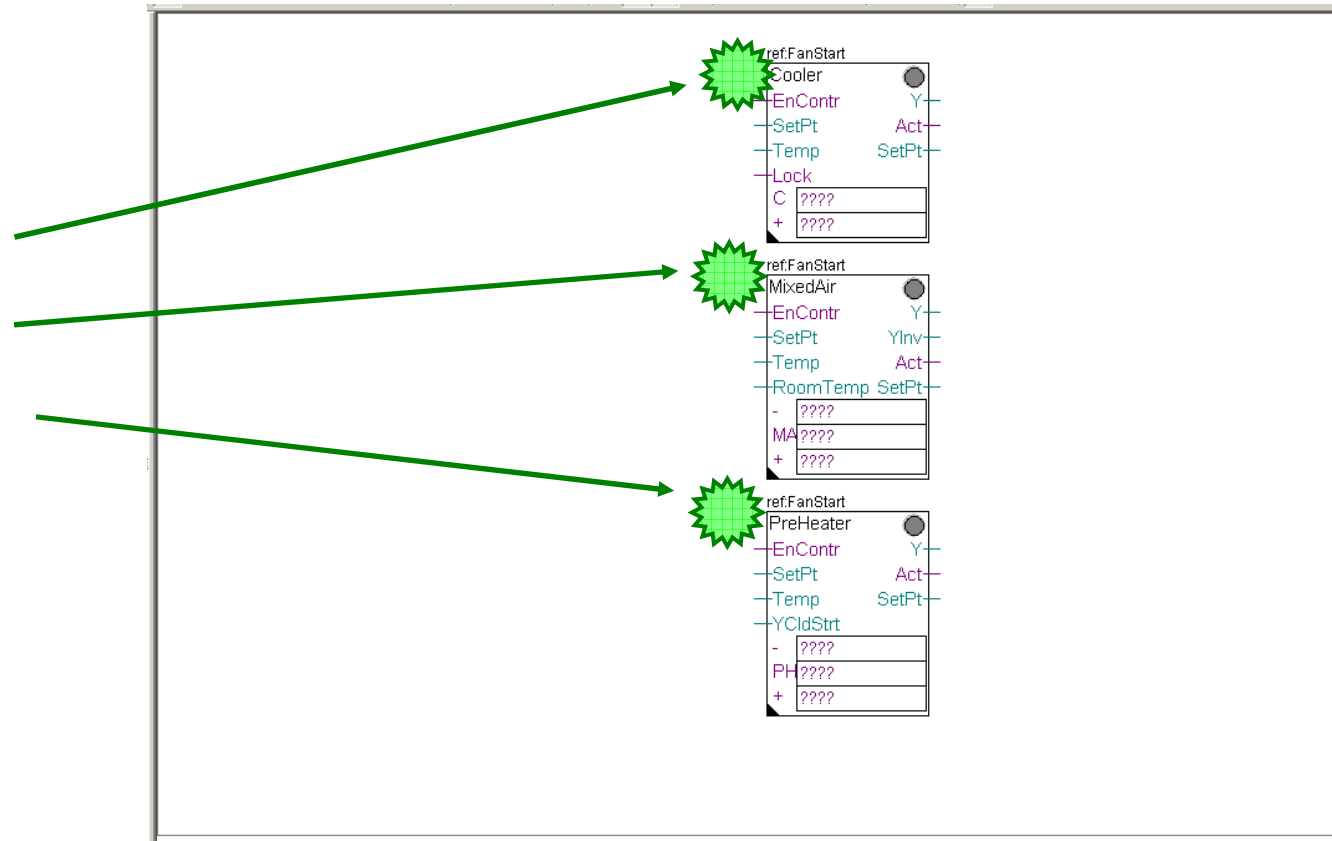 ref:FanStart
Cooler
EnContr Y
SetPt Act
Temp SetPt
Lock
C ????
+ ????
ref:FanStart
MixedAir
EnContr Y
SetPt YInv
Temp Act
RoomTemp SetPt
- ????
MA ????
+ ????
ref:FanStart
PreHeater
EnContr Y
SetPt Act
Temp SetPt
YCldStrt
- ????
PH ????
+ ????